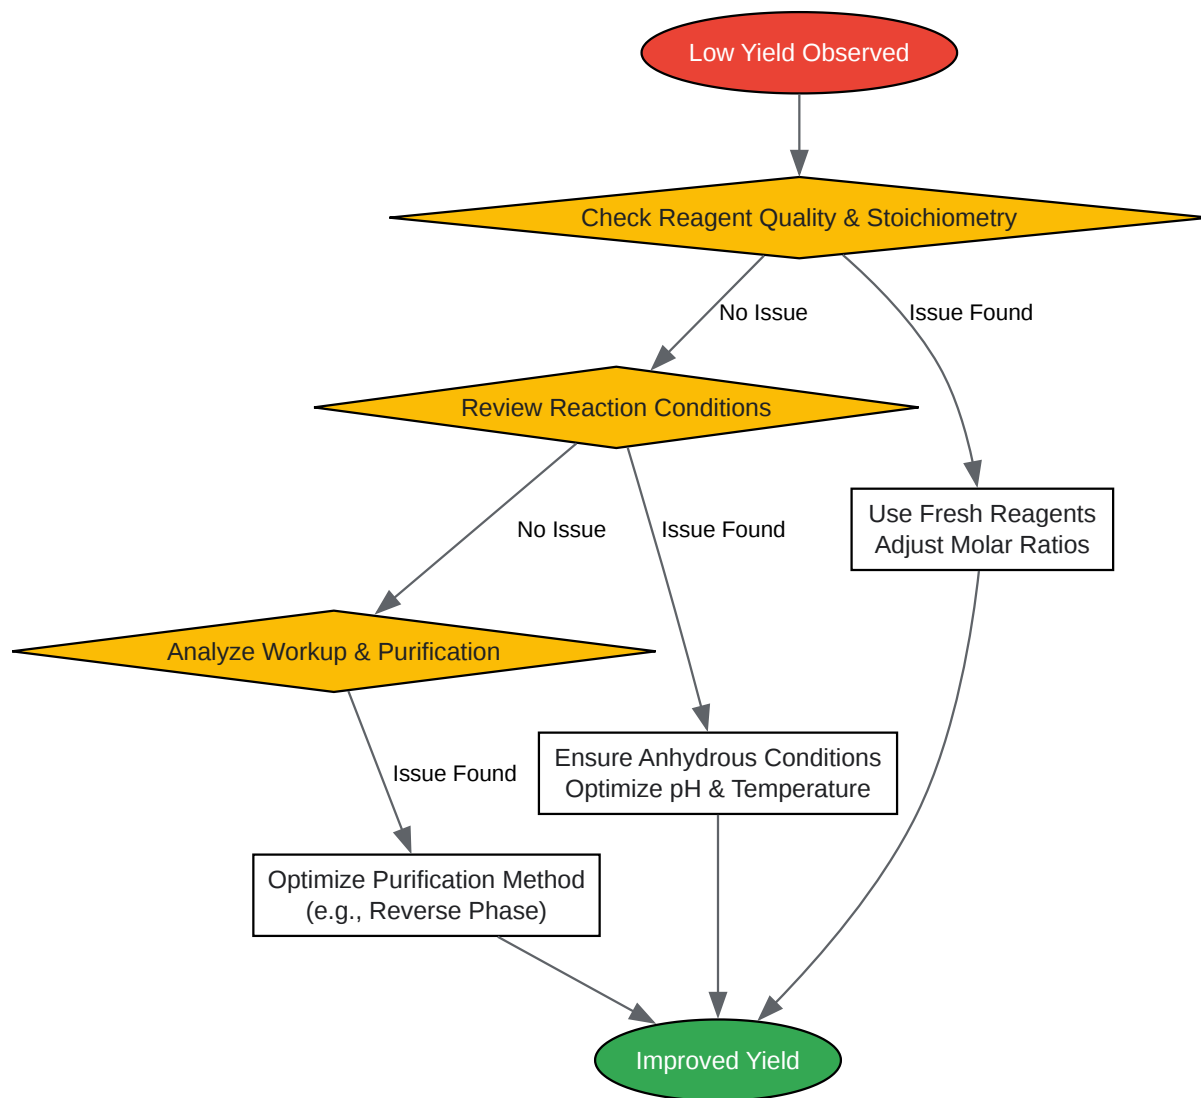 Low Yield Observed
Check Reagent Quality & Stoichiometry
No Issue
Issue Found
Review Reaction Conditions
Use Fresh Reagents
Adjust Molar Ratios
No Issue
Issue Found
Analyze Workup & Purification
Ensure Anhydrous Conditions
Optimize pH & Temperature
Issue Found
Optimize Purification Method
(e.g., Reverse Phase)
Improved Yield